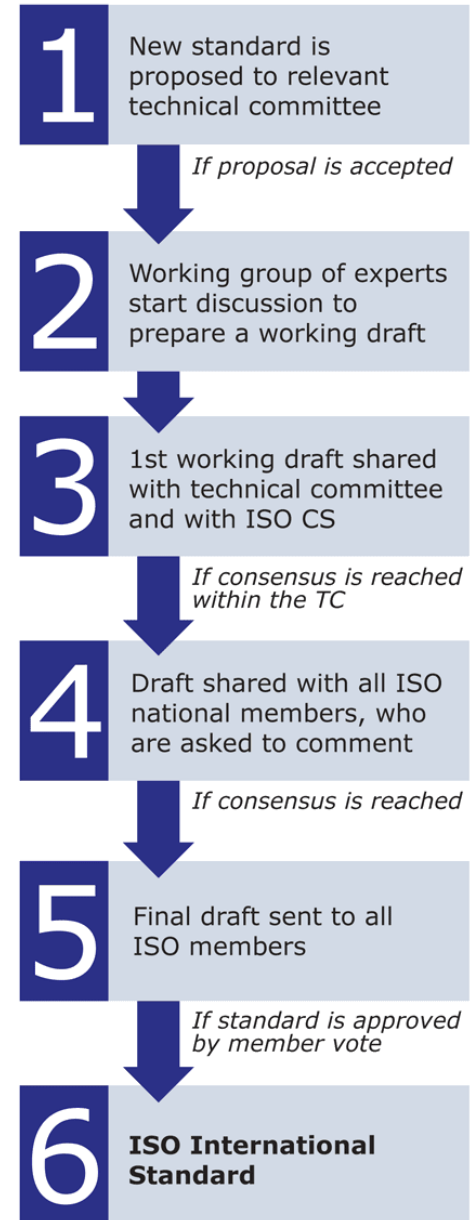 1
New standard is
proposed to relevant
technical committee
If proposal is accepted
2
Working group of experts
start discussion to
prepare a working draft
3
1st working draft shared
with technical committee
and with ISO CS
If consensus is reached
within the TC
4
Draft shared with all ISO
national members, who
are asked to comment
If consensus is reached
5
Final draft sent to all
ISO members
If standard is approved
by member vote
6
ISO International
Standard